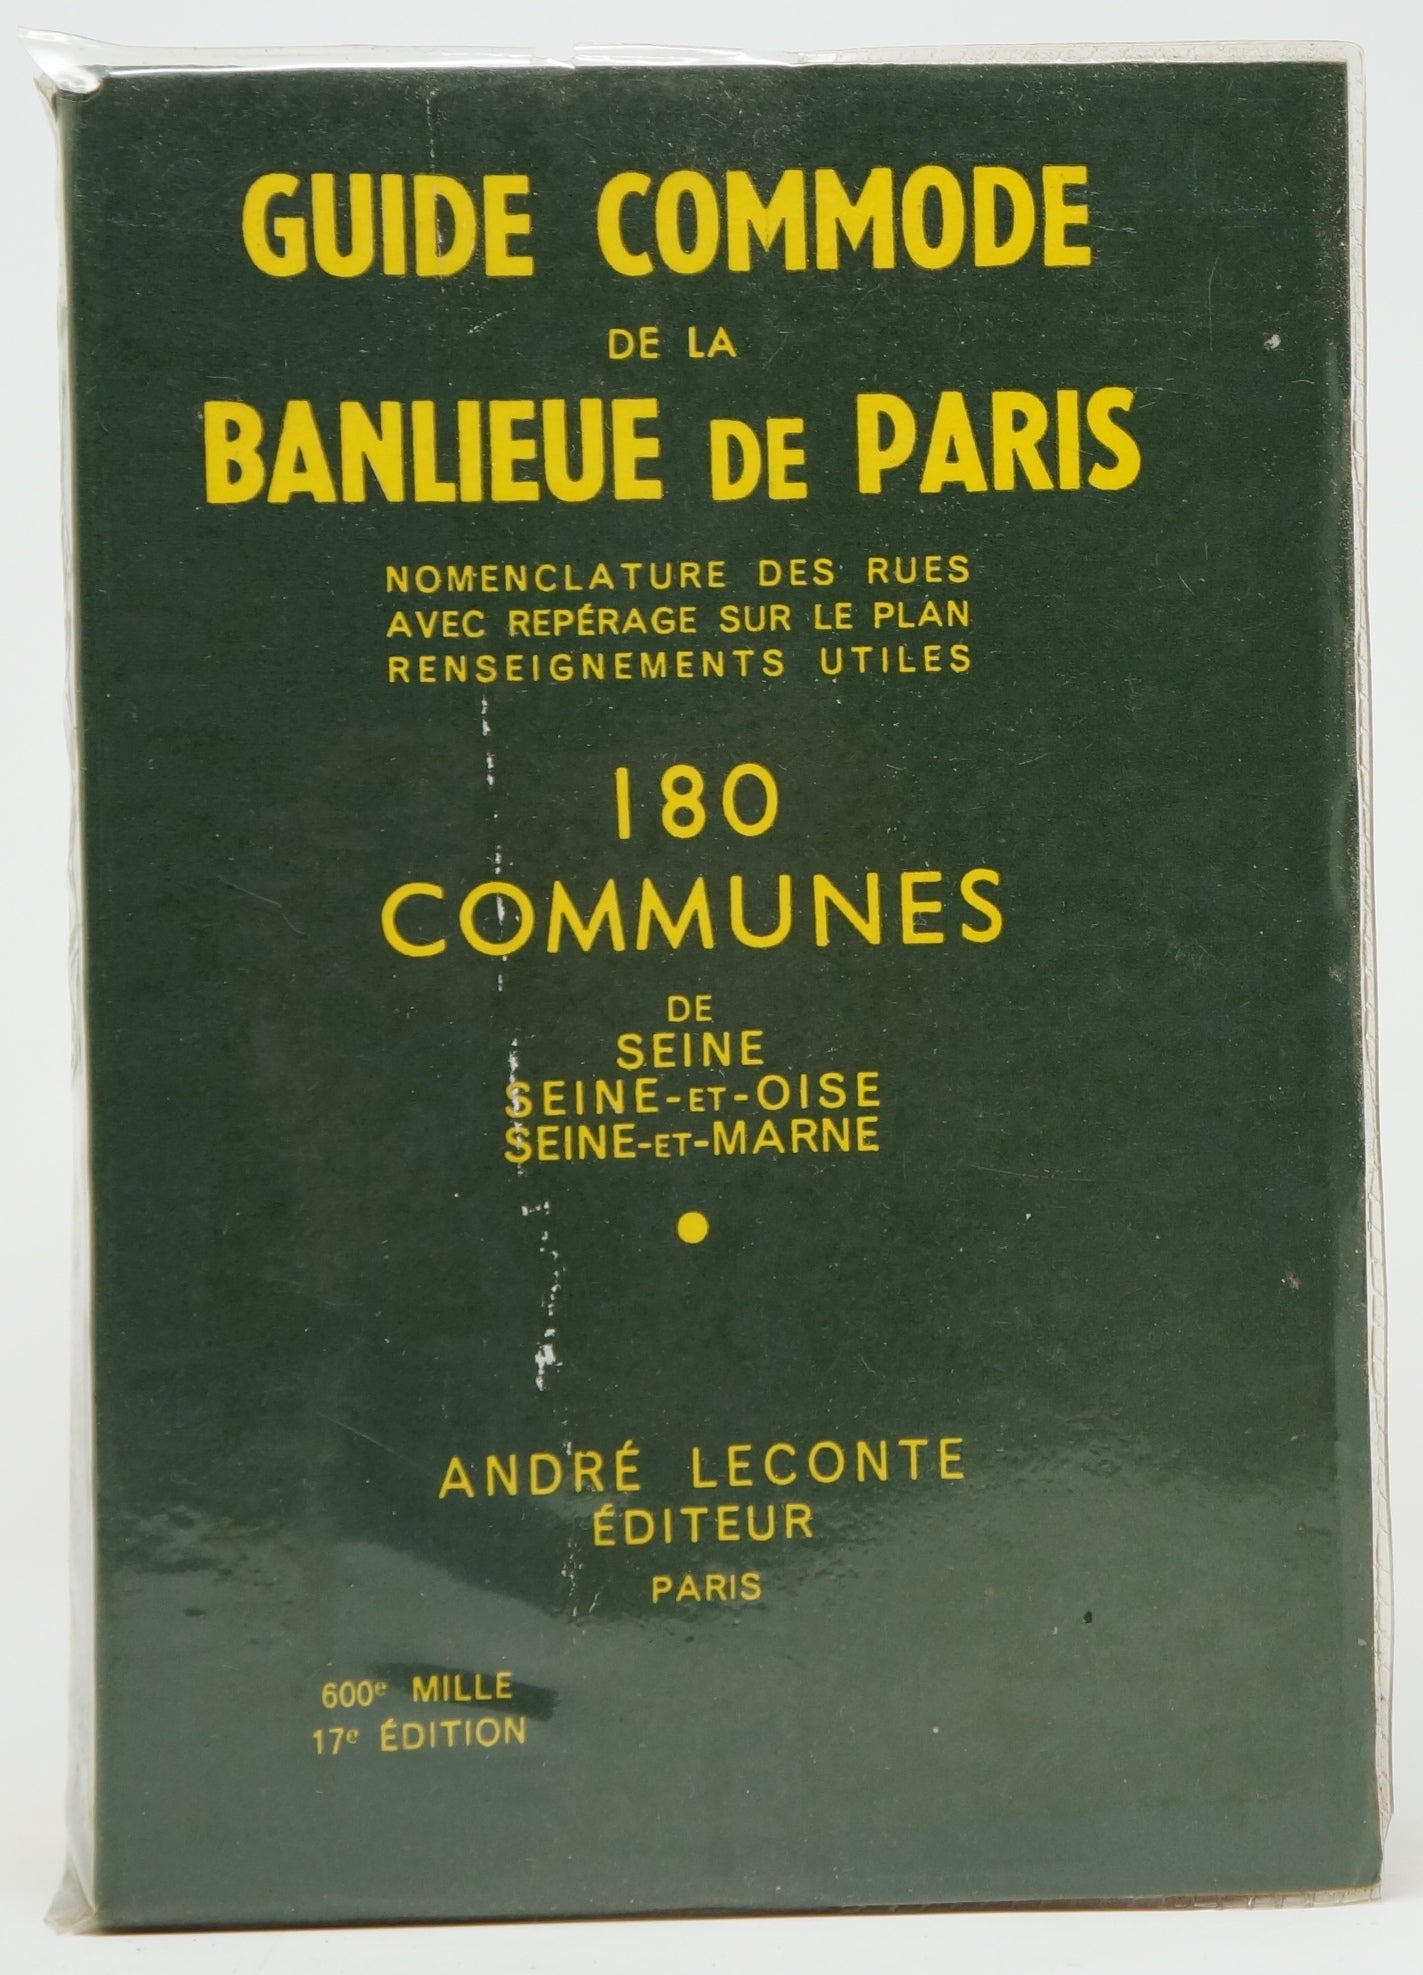 GUIDE COMMODE
DE LA
BANLIEUE DE PARIS
NOMENCLATURE DES RUES
AVEC REPÉRAGE SUR LE PLAN
RENSEIGNEMENTS UTILES
180
COMMUNES
DE
SEINE
SEINE-ET-OISE
SEINE-ET-MARNE
ANDRÉ LECONTE
ÉDITEUR
PARIS
600e MILLE
17e ÉDITION